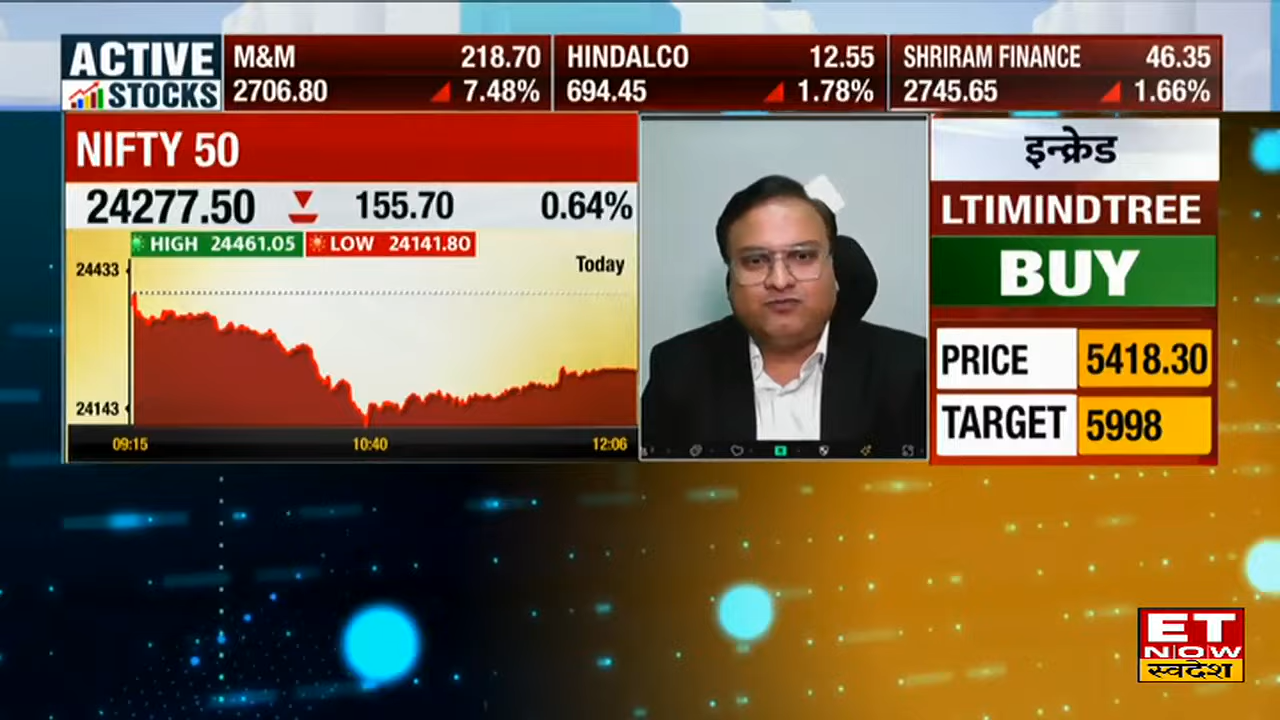 ACTIVE
STOCKS
M&M 218.70
2706.80 7.48%
HINDALCO 12.55
694.45 1.78%
SHRIRAM FINANCE 46.35
2745.65 1.66%
NIFTY 50
24277.50 155.70 0.64%
HIGH 24461.05 LOW 24141.80
Today
24433
24143
09:15 10:40 12:06
इन्क्रेड
LTIMINDTREE
BUY
PRICE 5418.30
TARGET 5998
ET
NOW
स्वदेश